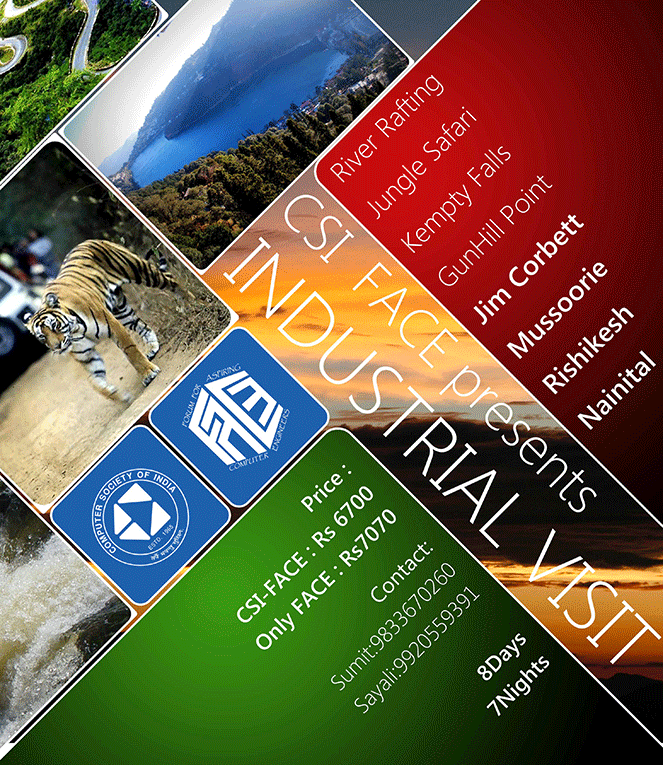 River Rafting
Jungle Safari
Kempty Falls
GunHill Point
Jim Corbett
Mussoorie
Rishikesh
Nainital
CSI FACE presents
INDUSTRIAL VISIT
FORUM FOR ASPIRING
FACE
COMPUTER ENGINEERS
COMPUTER SOCIETY OF INDIA
ESTD. 1965
Price :
CSI-FACE : Rs 6700
Only FACE : Rs7070
Contact:
Sumit:9833670260
Sayali:9920559391
8Days
7Nights